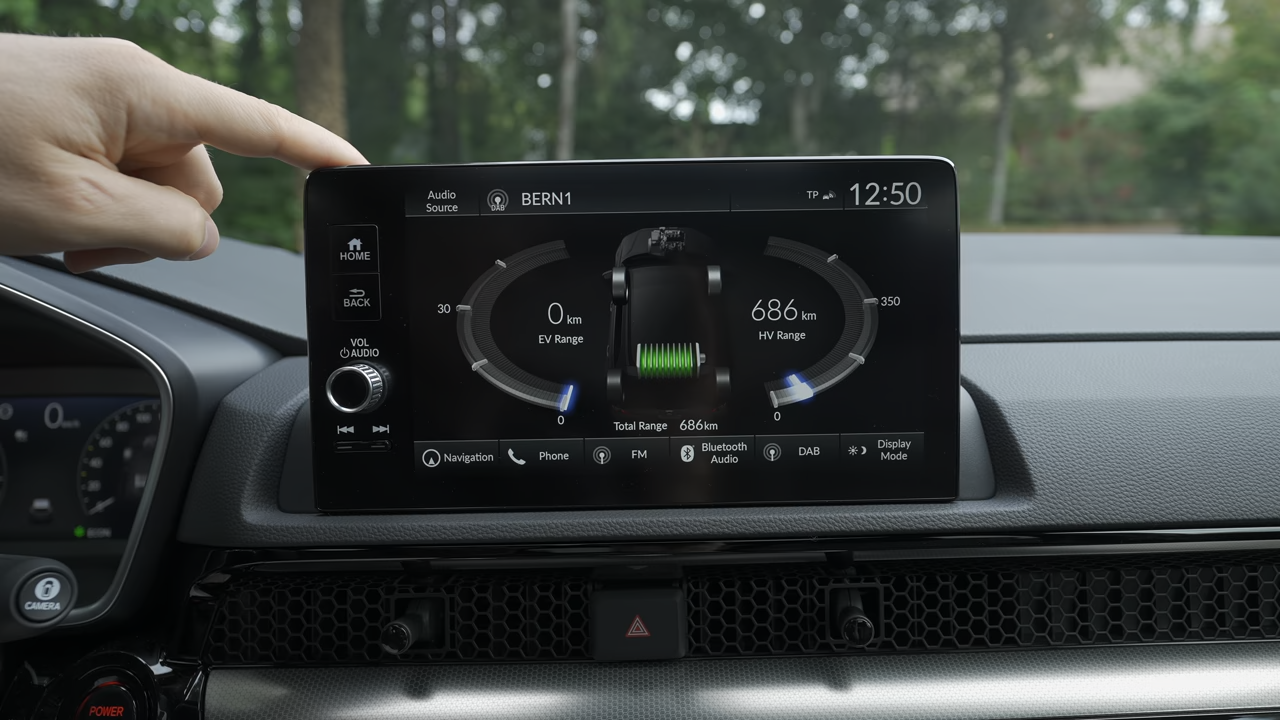 Audio
Source
DAB
BERN1
TP
12:50
HOME
BACK
VOL
AUDIO
30
0 km
EV Range
0
686 km
HV Range
350
0
Total Range 686km
Navigation
Phone
FM
Bluetooth
Audio
DAB
Display
Mode
0
CAMERA
POWER